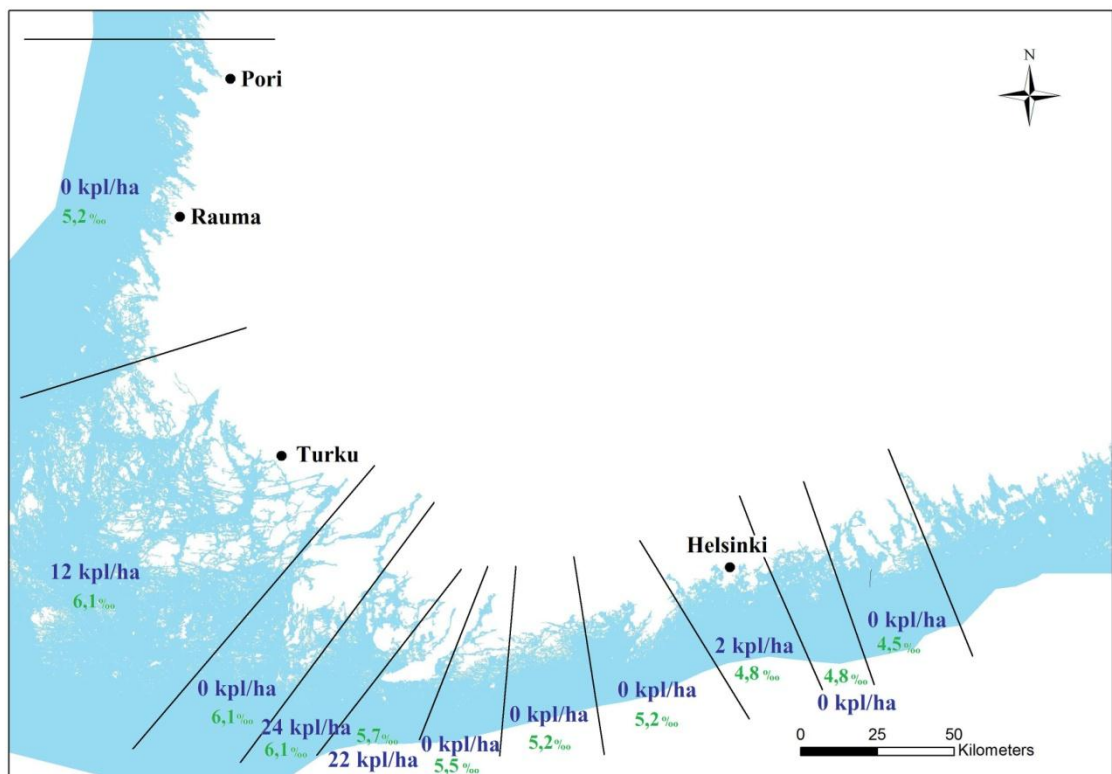 N
Pori
0 kpl/ha
5,2 ‰
Rauma
Turku
Helsinki
12 kpl/ha
6,1‰
0 kpl/ha
4,5‰
2 kpl/ha
4,8 ‰
4,8 ‰
0 kpl/ha
0 kpl/ha
6,1‰
0 kpl/ha
5,2 ‰
0 kpl/ha
5,2 ‰
24 kpl/ha
6,1‰
5,7‰
22 kpl/ha
0 kpl/ha
5,5 ‰
0 25 50
Kilometers